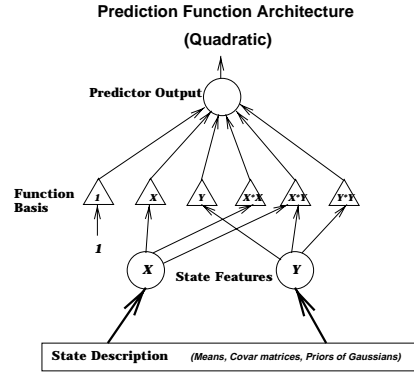 Prediction Function Architecture
(Quadratic)
Predictor Output
Function
Basis
1 X Y X*X X*Y Y*Y
1
X State Features Y
State Description (Means, Covar matrices, Priors of Gaussians)